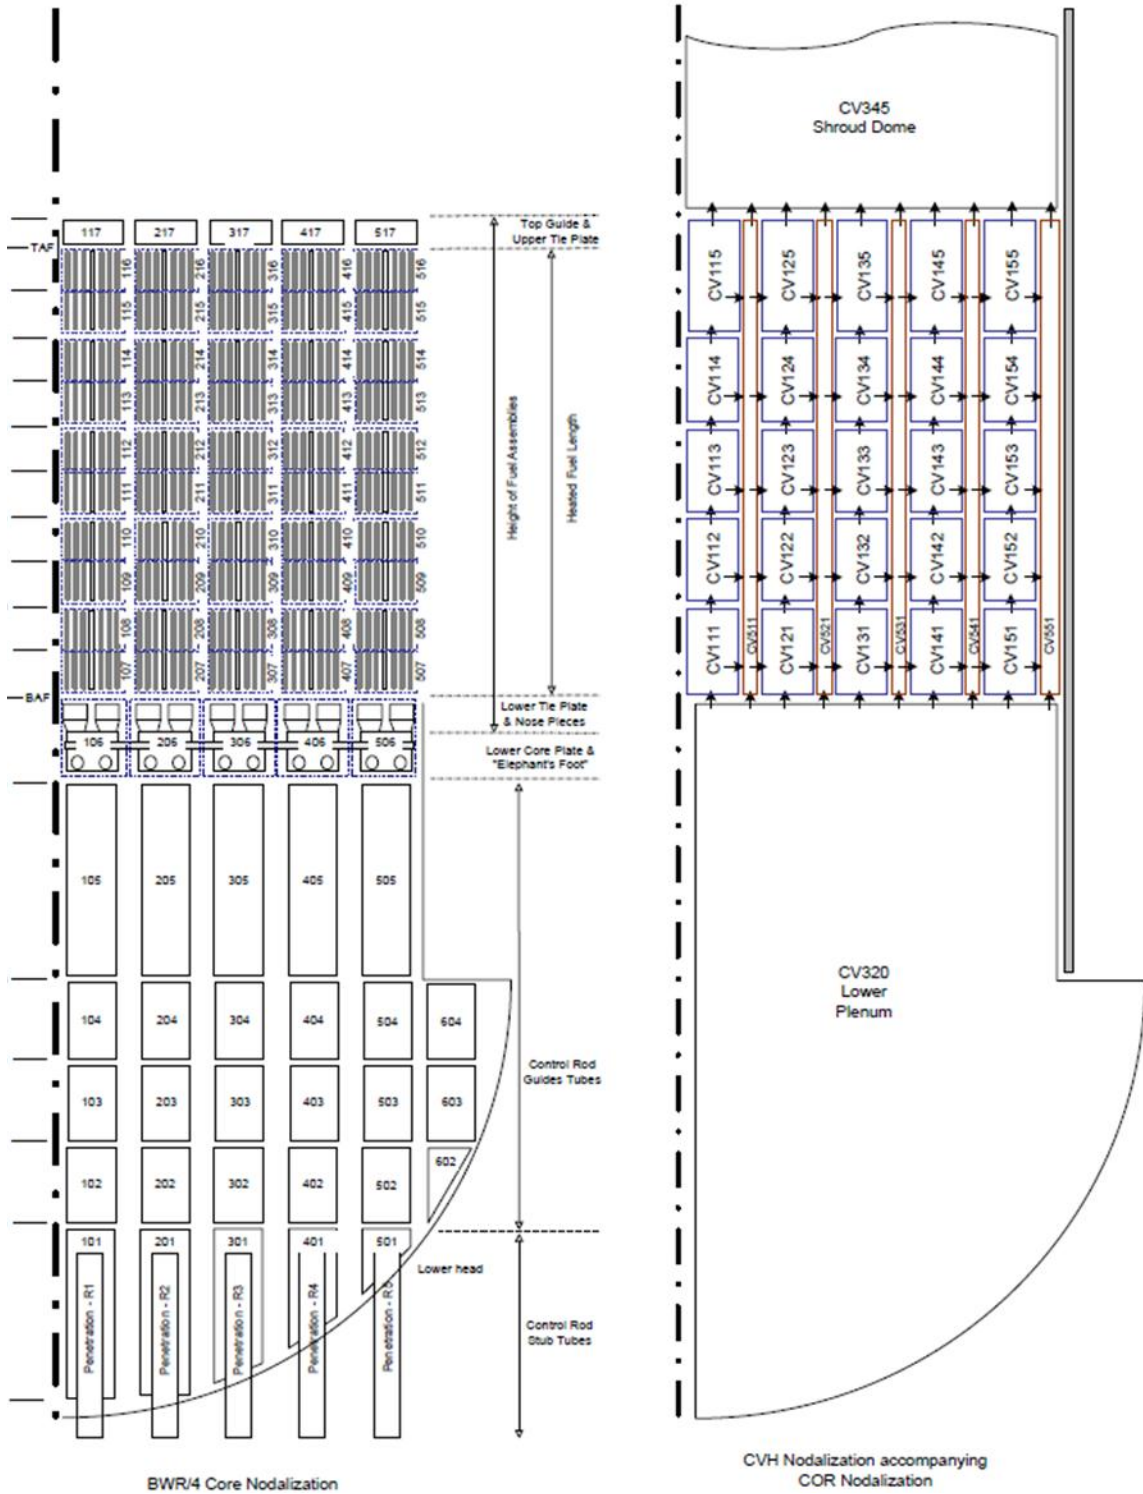 CV345
Shroud Dome
117 217 317 417 517
Top Guide &
Upper Tie Plate
TAF
116 216 316 416 516
115 215 315 415 515
114 214 314 414 514
113 213 313 413 513
112 212 312 412 512
111 211 311 411 511
110 210 310 410 510
109 209 309 409 509
108 208 308 408 508
107 207 307 407 507
Height of Fuel Assemblies
Heated Fuel Length
BAF
Lower Tie Plate
& Nose Pieces
106 206 306 406 506
Lower Core Plate &
"Elephant's Foot"
105 205 305 405 505
104 204 304 404 504 604
103 203 303 403 503 603
Control Rod
Guides Tubes
102 202 302 402 502 602
101 201 301 401 501
Lower head
Penetration - R1
Penetration - R2
Penetration - R3
Penetration - R4
Penetration - R5
Control Rod
Stub Tubes
BWR/4 Core Nodalization
CV115 CV125 CV135 CV145 CV155
CV114 CV124 CV134 CV144 CV154
CV113 CV123 CV133 CV143 CV153
CV112 CV122 CV132 CV142 CV152
CV111 CV511 CV121 CV521 CV131 CV531 CV141 CV541 CV151 CV551
CV320
Lower
Plenum
CVH Nodalization accompanying
COR Nodalization